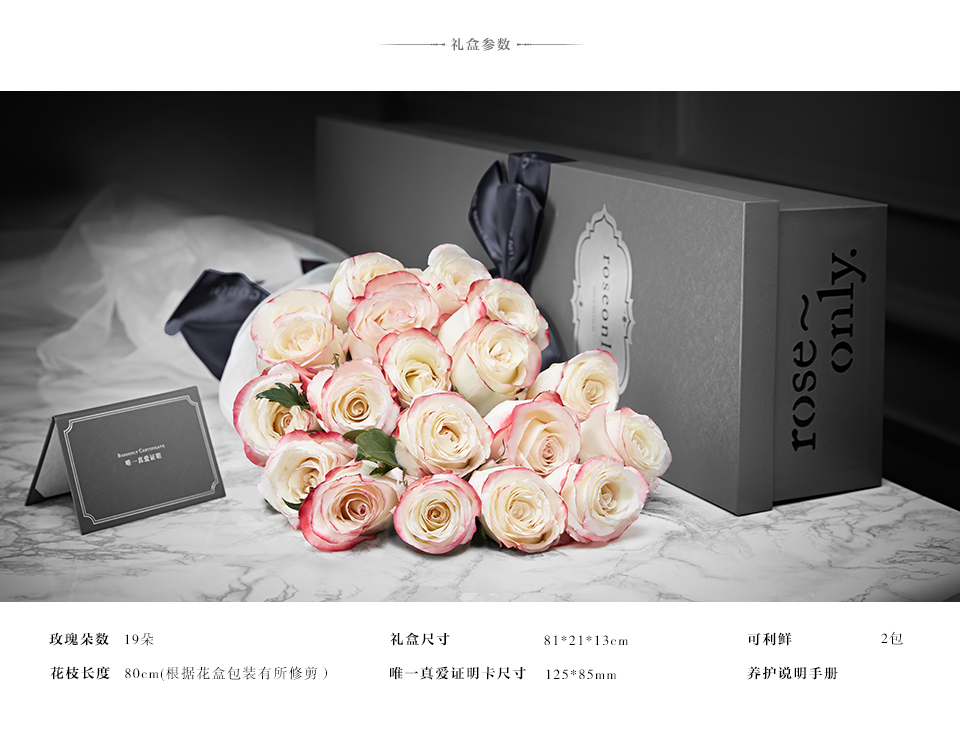 礼盒参数
roseonly
rose~
only.
ROSEONLY CERTIFICATE
唯一真爱证明
玫瑰朵数 19朵 礼盒尺寸 81*21*13cm 可利鲜 2包
花枝长度 80cm(根据花盒包装有所修剪 ) 唯一真爱证明卡尺寸 125*85mm 养护说明手册